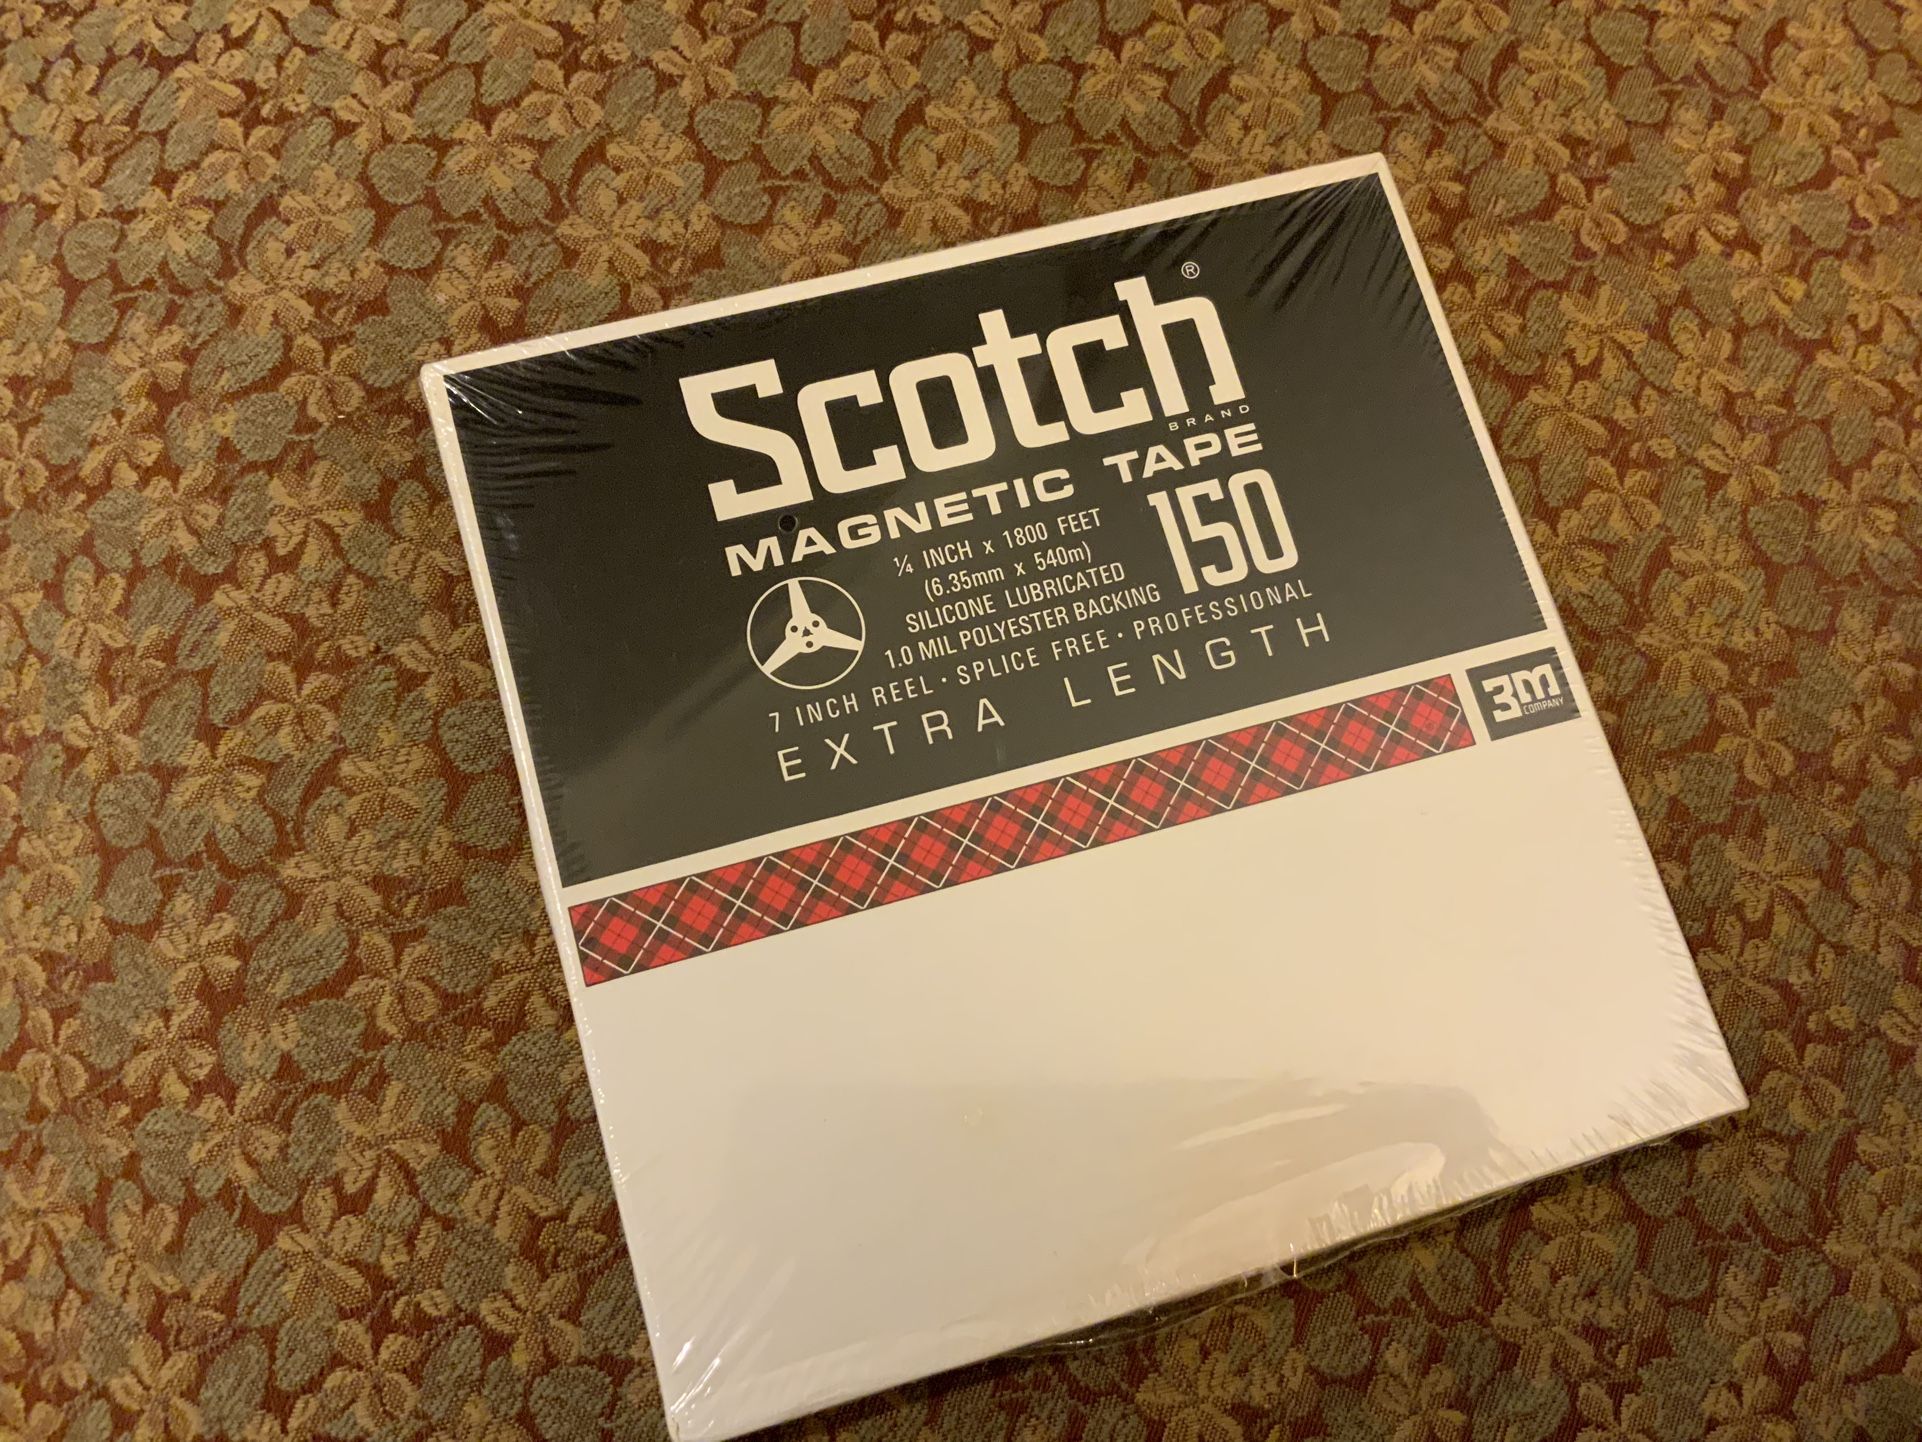 Scotch®
BRAND
MAGNETIC TAPE
¼ INCH x 1800 FEET
(6.35mm x 540m)
SILICONE LUBRICATED
1.0 MIL POLYESTER BACKING
150
7 INCH REEL · SPLICE FREE · PROFESSIONAL
EXTRA LENGTH
3M
COMPANY